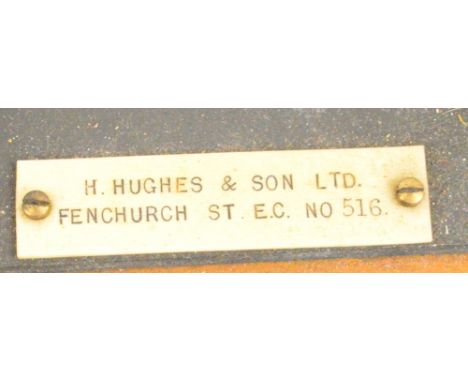 H. HUGHES & SON LTD.
FENCHURCH ST. E.C. NO 516.